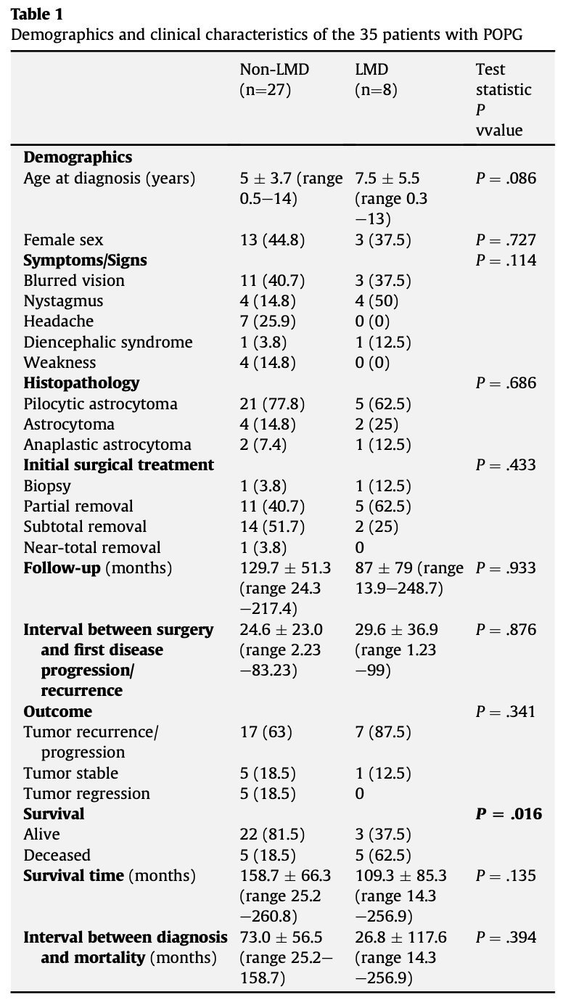 Table 1
Demographics and clinical characteristics of the 35 patients with POPG
Non-LMD (n=27) LMD (n=8) Test statistic P vvalue
Demographics
Age at diagnosis (years) 5 ± 3.7 (range 0.5–14) 7.5 ± 5.5 (range 0.3 –13) P = .086
Female sex 13 (44.8) 3 (37.5) P = .727
Symptoms/Signs P = .114
Blurred vision 11 (40.7) 3 (37.5)
Nystagmus 4 (14.8) 4 (50)
Headache 7 (25.9) 0 (0)
Diencephalic syndrome 1 (3.8) 1 (12.5)
Weakness 4 (14.8) 0 (0)
Histopathology P = .686
Pilocytic astrocytoma 21 (77.8) 5 (62.5)
Astrocytoma 4 (14.8) 2 (25)
Anaplastic astrocytoma 2 (7.4) 1 (12.5)
Initial surgical treatment P = .433
Biopsy 1 (3.8) 1 (12.5)
Partial removal 11 (40.7) 5 (62.5)
Subtotal removal 14 (51.7) 2 (25)
Near-total removal 1 (3.8) 0
Follow-up (months) 129.7 ± 51.3 (range 24.3 –217.4) 87 ± 79 (range 13.9–248.7) P = .933
Interval between surgery and first disease progression/ recurrence 24.6 ± 23.0 (range 2.23 –83.23) 29.6 ± 36.9 (range 1.23 –99) P = .876
Outcome P = .341
Tumor recurrence/ progression 17 (63) 7 (87.5)
Tumor stable 5 (18.5) 1 (12.5)
Tumor regression 5 (18.5) 0
Survival P = .016
Alive 22 (81.5) 3 (37.5)
Deceased 5 (18.5) 5 (62.5)
Survival time (months) 158.7 ± 66.3 (range 25.2 –260.8) 109.3 ± 85.3 (range 14.3 –256.9) P = .135
Interval between diagnosis and mortality (months) 73.0 ± 56.5 (range 25.2– 158.7) 26.8 ± 117.6 (range 14.3 –256.9) P = .394